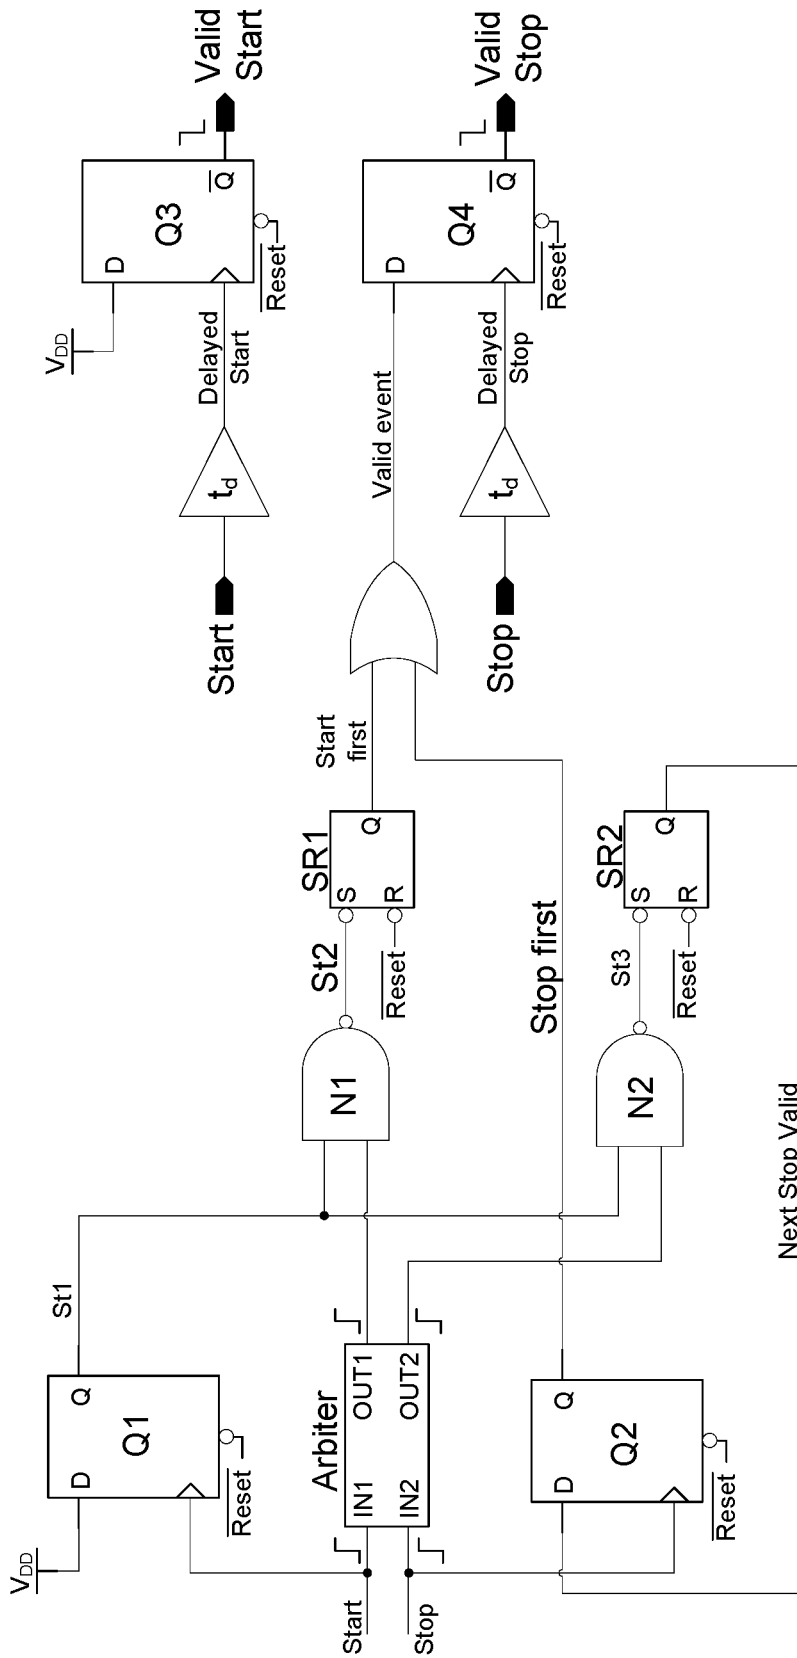 V_DD
D
Q
Q1
Reset
St1
Start
Stop
Arbiter
IN1
OUT1
IN2
OUT2
D
Q
Q2
Reset
N1
St2
SR1
S
Q
R
Reset
Start
first
Stop first
N2
St3
SR2
S
Q
R
Reset
Next Stop Valid
Start
t_d
Delayed
Start
V_DD
D
Q3
Q̅
Reset
Valid
Start
Valid event
Stop
t_d
Delayed
Stop
D
Q4
Q̅
Reset
Valid
Stop